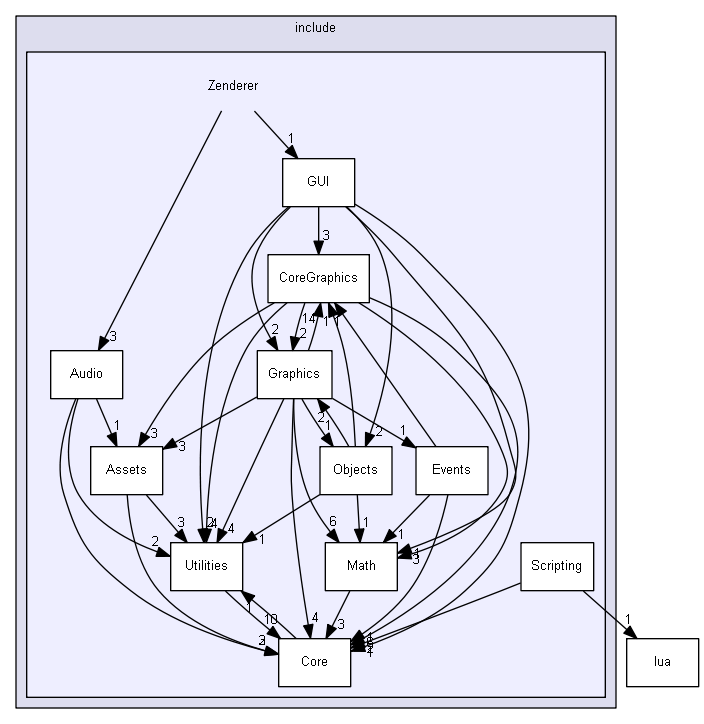 include
Zenderer
1
GUI
3
CoreGraphics
14
1
2
2
3
Audio
Graphics
1
3
3
2
1
2
1
Assets
Objects
Events
3
2
4
4
6
1
1
2
1
3
Utilities
Math
Scripting
1
10
4
3
1
Core
lua